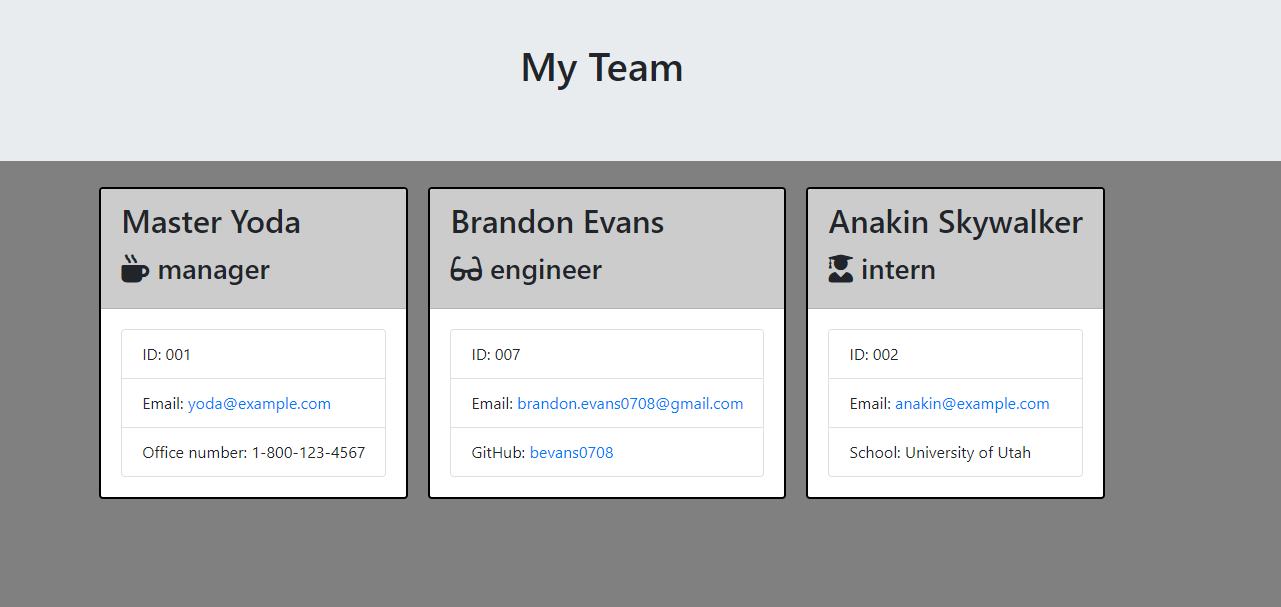 My Team
Master Yoda
manager
ID: 001
Email: yoda@example.com
Office number: 1-800-123-4567
Brandon Evans
engineer
ID: 007
Email: brandon.evans0708@gmail.com
GitHub: bevans0708
Anakin Skywalker
intern
ID: 002
Email: anakin@example.com
School: University of Utah